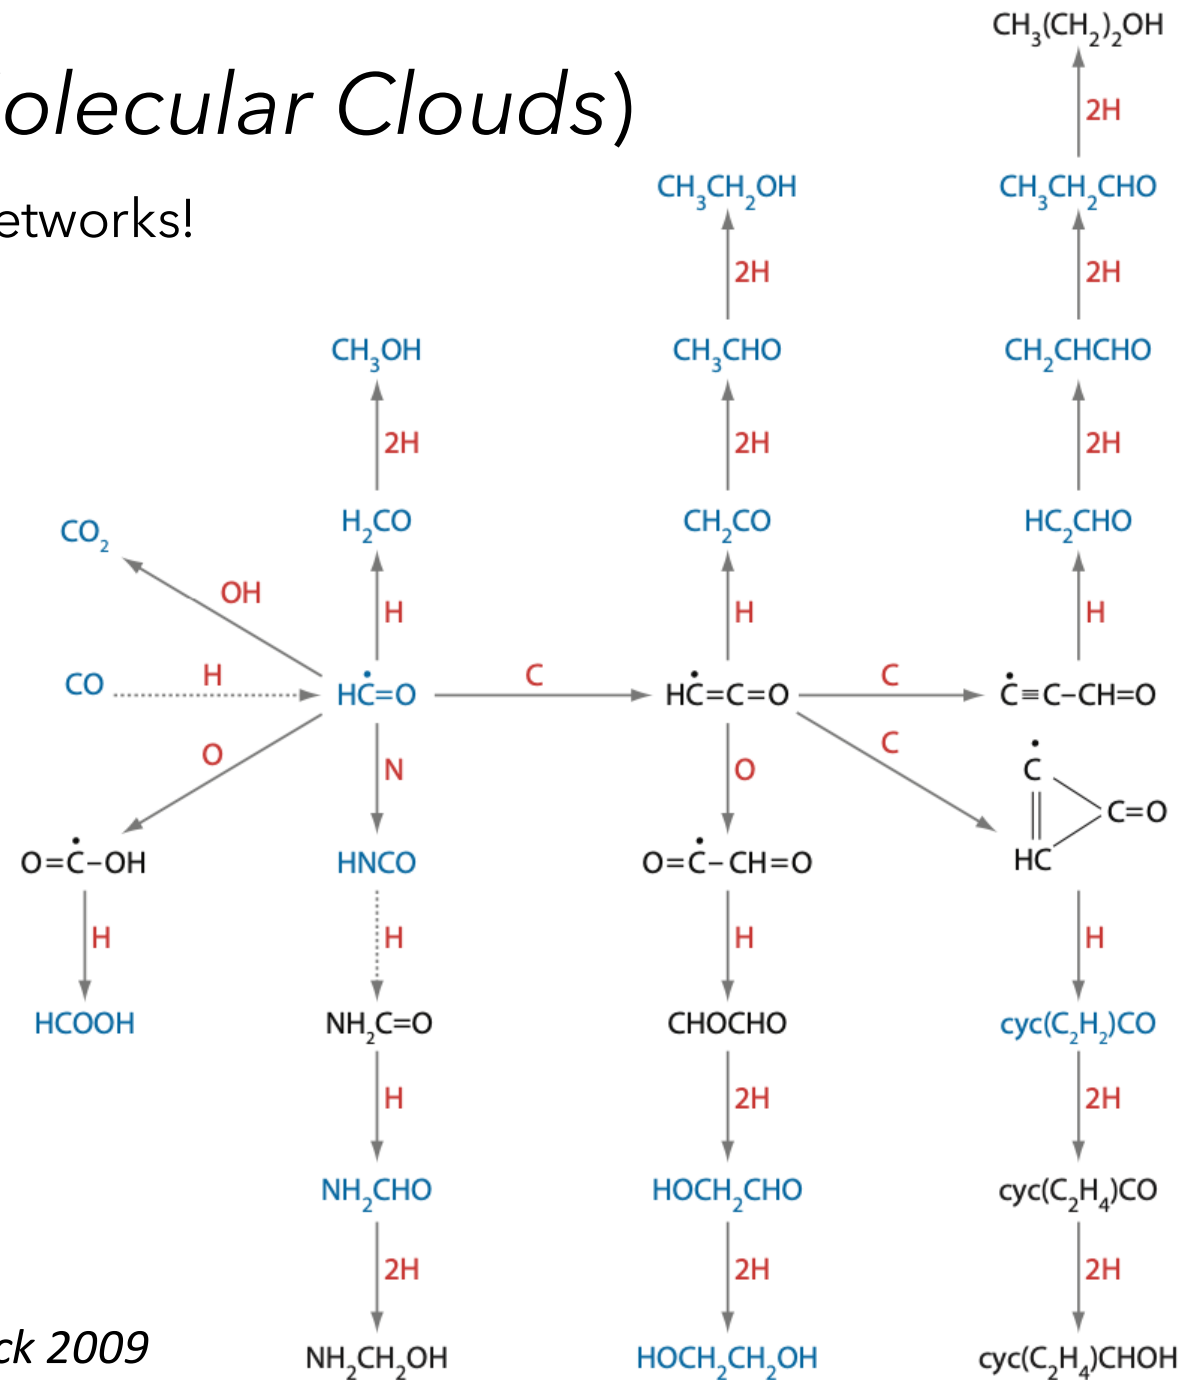 CH₃(CH₂)₂OH
olecular Clouds)
2H
CH₃CH₂OH CH₃CH₂CHO
etworks!
2H 2H
CH₃OH CH₃CHO CH₂CHCHO
2H 2H 2H
CO₂ H₂CO CH₂CO HC₂CHO
OH H H H
CO H HĊ=O C HĊ=C=O C Ċ≡C–CH=O
O N O C Ċ
C=O
O=Ċ–OH HNCO O=Ċ–CH=O HC
H H H H
HCOOH NH₂C=O CHOCHO cyc(C₂H₂)CO
H 2H 2H
NH₂CHO HOCH₂CHO cyc(C₂H₄)CO
2H 2H 2H
ck 2009 NH₂CH₂OH HOCH₂CH₂OH cyc(C₂H₄)CHOH